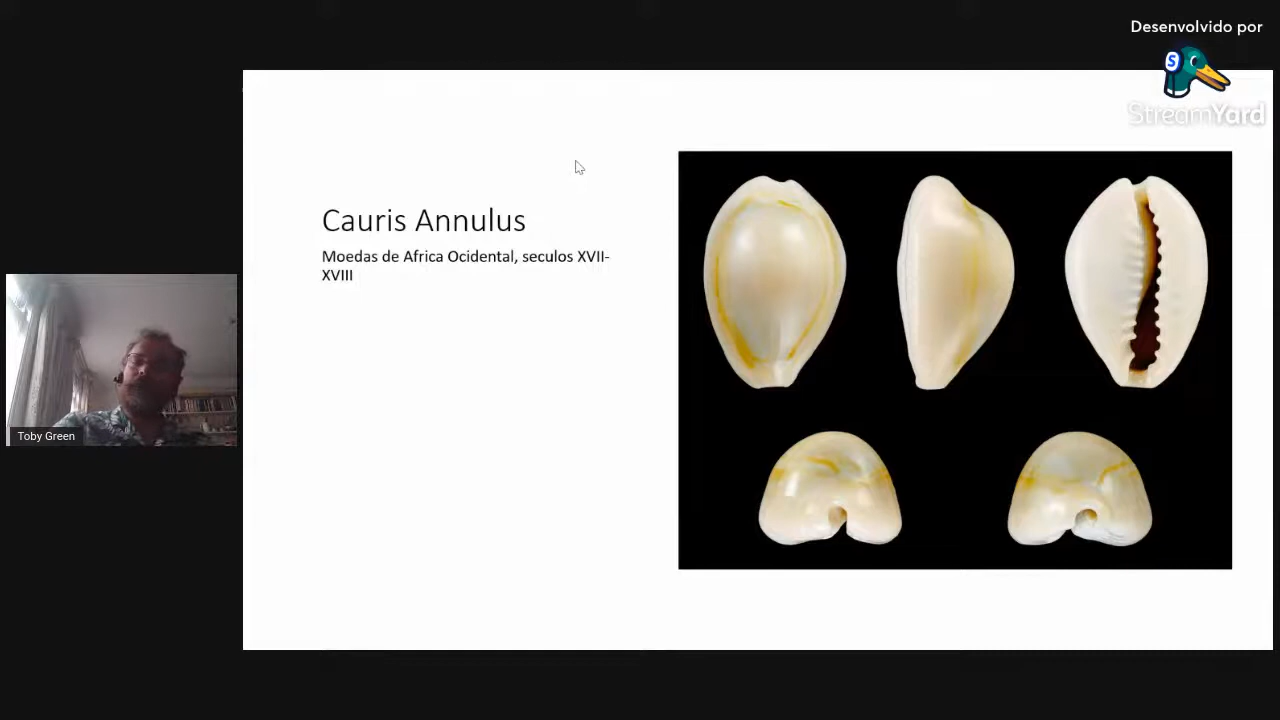 Desenvolvido por
S
StreamYard
Cauris Annulus
Moedas de Africa Ocidental, seculos XVII-
XVIII
Toby Green